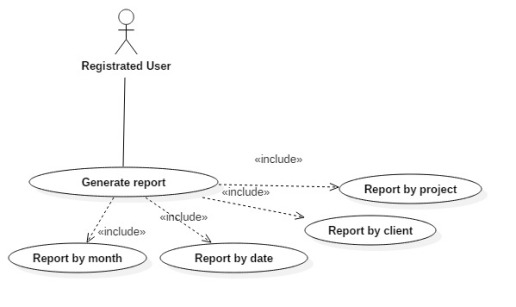 Registrated User
Generate report
«include»
Report by project
«include»
«include»
Report by client
«include»
Report by month
Report by date